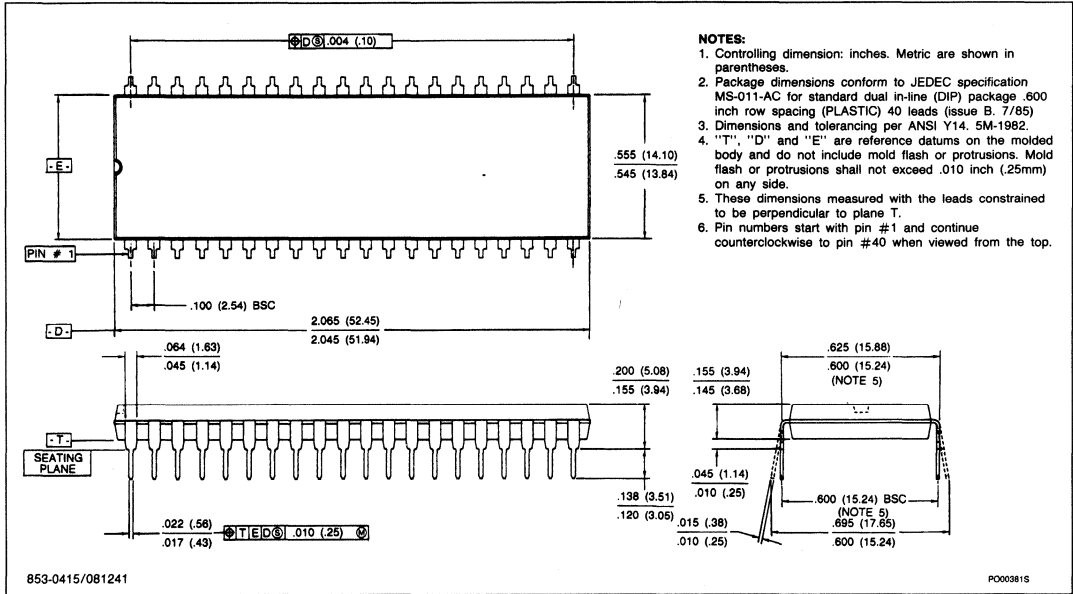 ⌖ D Ⓢ .004 (.10)
- E -
PIN # 1
.555 (14.10)
.545 (13.84)
.100 (2.54) BSC
- D -
2.065 (52.45)
2.045 (51.94)
NOTES:
1. Controlling dimension: inches. Metric are shown in
parentheses.
2. Package dimensions conform to JEDEC specification
MS-011-AC for standard dual in-line (DIP) package .600
inch row spacing (PLASTIC) 40 leads (issue B. 7/85)
3. Dimensions and tolerancing per ANSI Y14. 5M-1982.
4. "T", "D" and "E" are reference datums on the molded
body and do not include mold flash or protrusions. Mold
flash or protrusions shall not exceed .010 inch (.25mm)
on any side.
5. These dimensions measured with the leads constrained
to be perpendicular to plane T.
6. Pin numbers start with pin #1 and continue
counterclockwise to pin #40 when viewed from the top.
.064 (1.63)
.045 (1.14)
- T -
SEATING
PLANE
.022 (.56)
.017 (.43)
⌖ T E D Ⓢ .010 (.25) Ⓜ
.200 (5.08)
.155 (3.94)
.138 (3.51)
.120 (3.05)
.155 (3.94)
.145 (3.68)
.625 (15.88)
.600 (15.24)
(NOTE 5)
.045 (1.14)
.010 (.25)
.015 (.38)
.010 (.25)
.600 (15.24) BSC
(NOTE 5)
.695 (17.65)
.600 (15.24)
853-0415/081241
PO00381S